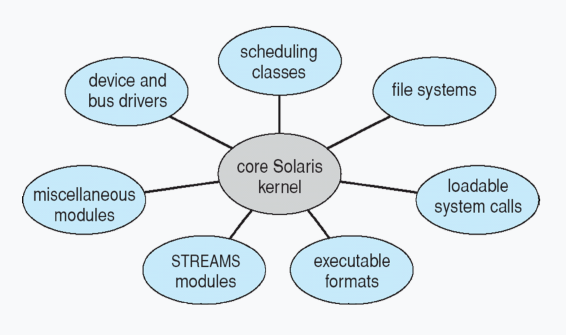 scheduling
classes
device and
bus drivers
file systems
core Solaris
kernel
miscellaneous
modules
loadable
system calls
STREAMS
modules
executable
formats